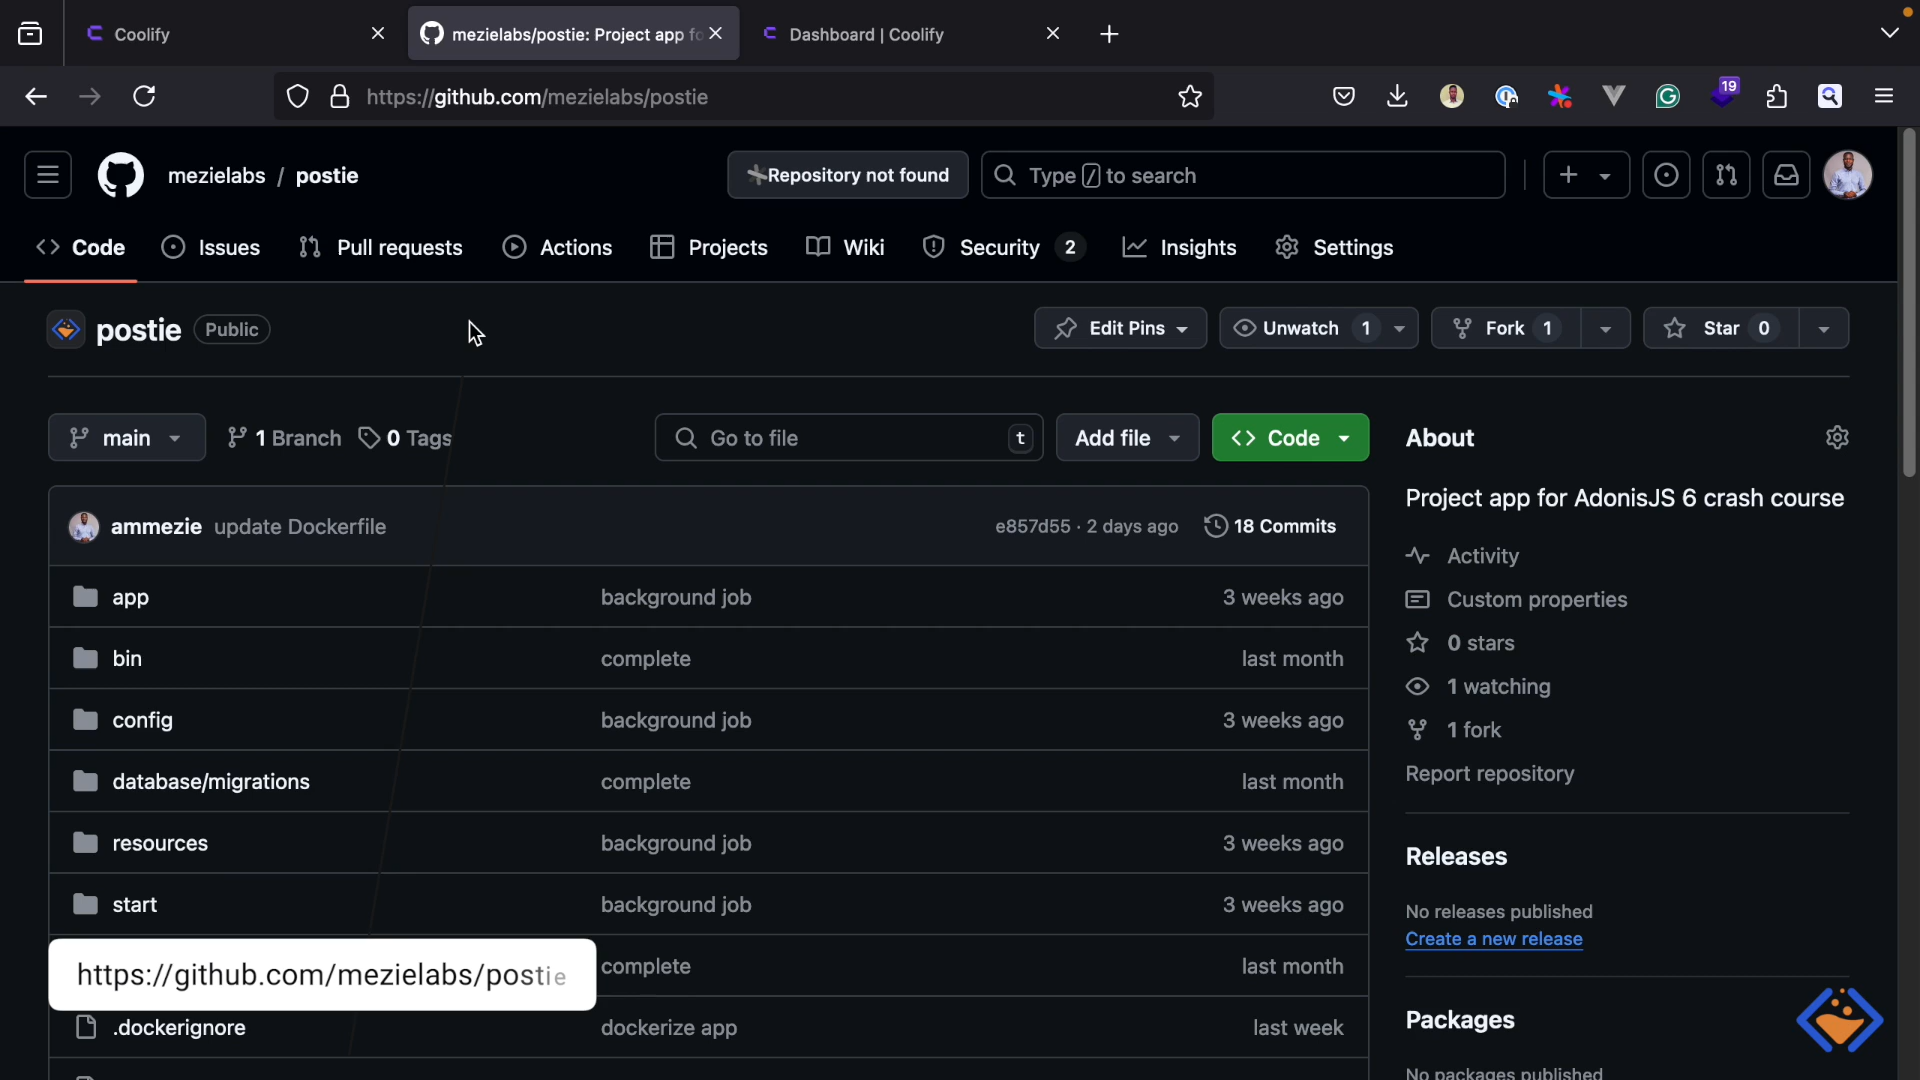 Coolify
mezielabs/postie: Project app fo
Dashboard | Coolify
https://github.com/mezielabs/postie
19
mezielabs / postie
Repository not found
Type / to search
Code
Issues
Pull requests
Actions
Projects
Wiki
Security 2
Insights
Settings
postie Public
Edit Pins
Unwatch 1
Fork 1
Star 0
main
1 Branch
0 Tags
Go to file t
Add file
Code
ammezie update Dockerfile e857d55 · 2 days ago 18 Commits
app background job 3 weeks ago
bin complete last month
config background job 3 weeks ago
database/migrations complete last month
resources background job 3 weeks ago
start background job 3 weeks ago
complete last month
https://github.com/mezielabs/postie
.dockerignore dockerize app last week
About
Project app for AdonisJS 6 crash course
Activity
Custom properties
0 stars
1 watching
1 fork
Report repository
Releases
No releases published
Create a new release
Packages
No packages published